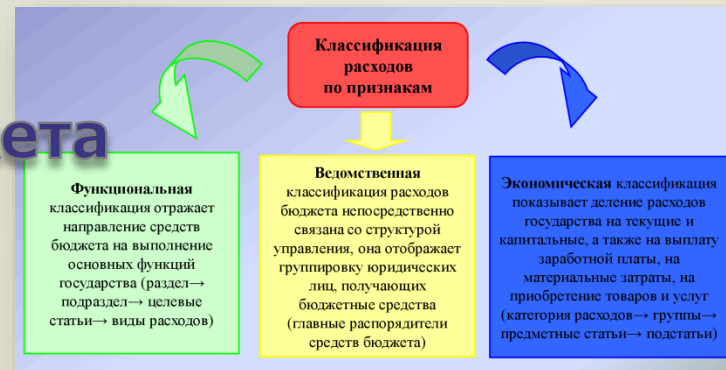 Классификация
расходов
по признакам
ета
Функциональная
классификация отражает
направление средств
бюджета на выполнение
основных функций
государства (раздел→
подраздел→ целевые
статьи→ виды расходов)
Ведомственная
классификация расходов
бюджета непосредственно
связана со структурой
управления, она отображает
группировку юридических
лиц, получающих
бюджетные средства
(главные распорядители
средств бюджета)
Экономическая классификация
показывает деление расходов
государства на текущие и
капитальные, а также на выплату
заработной платы, на
материальные затраты, на
приобретение товаров и услуг
(категория расходов→ группы→
предметные статьи→ подстатьи)